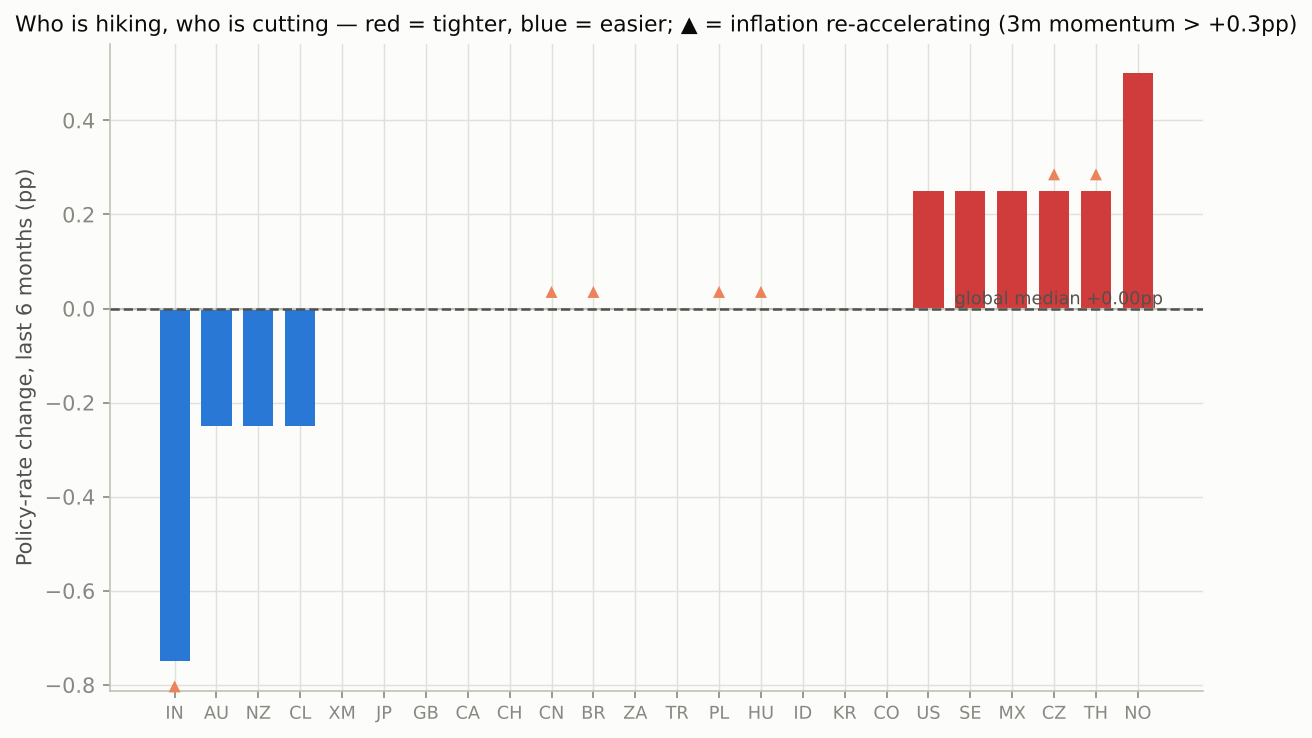 Who is hiking, who is cutting — red = tighter, blue = easier; ▲ = inflation re-accelerating (3m momentum > +0.3pp)
Policy-rate change, last 6 months (pp)
0.4
0.2
0.0
−0.2
−0.4
−0.6
−0.8
global median +0.00pp
IN AU NZ CL XM JP GB CA CH CN BR ZA TR PL HU ID KR CO US SE MX CZ TH NO